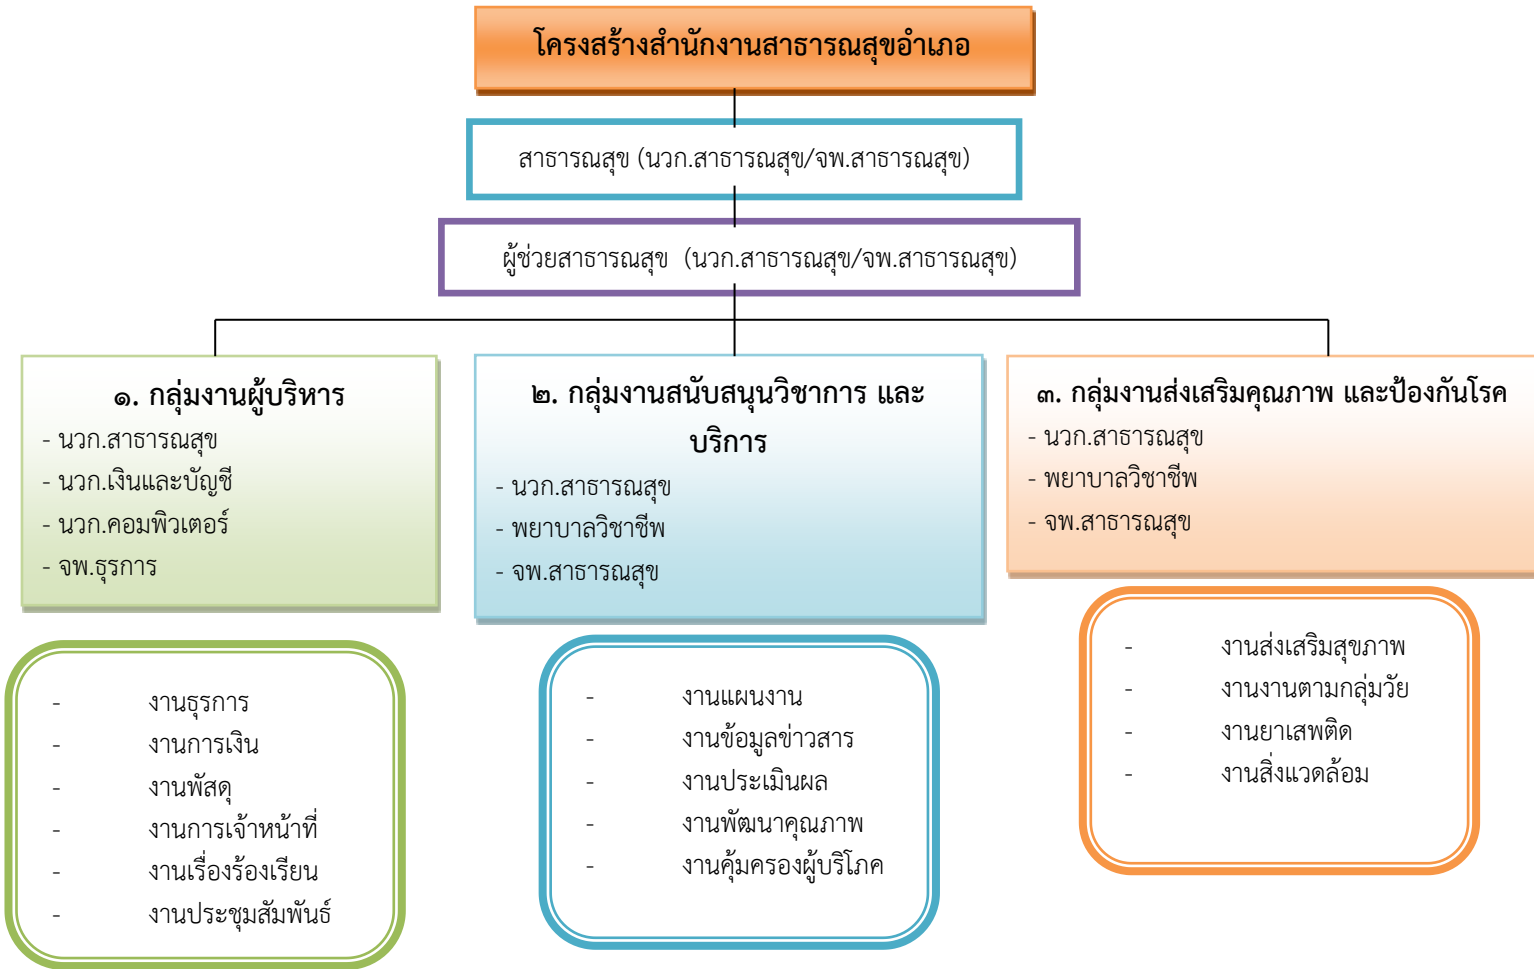 โครงสร้างสำนักงานสาธารณสุขอำเภอ
สาธารณสุข (นวก.สาธารณสุข/จพ.สาธารณสุข)
ผู้ช่วยสาธารณสุข (นวก.สาธารณสุข/จพ.สาธารณสุข)
๑. กลุ่มงานผู้บริหาร
- นวก.สาธารณสุข
- นวก.เงินและบัญชี
- นวก.คอมพิวเตอร์
- จพ.ธุรการ
๒. กลุ่มงานสนับสนุนวิชาการ และ
บริการ
- นวก.สาธารณสุข
- พยาบาลวิชาชีพ
- จพ.สาธารณสุข
๓. กลุ่มงานส่งเสริมคุณภาพ และป้องกันโรค
- นวก.สาธารณสุข
- พยาบาลวิชาชีพ
- จพ.สาธารณสุข
- งานธุรการ
- งานการเงิน
- งานพัสดุ
- งานการเจ้าหน้าที่
- งานเรื่องร้องเรียน
- งานประชุมสัมพันธ์
- งานแผนงาน
- งานข้อมูลข่าวสาร
- งานประเมินผล
- งานพัฒนาคุณภาพ
- งานคุ้มครองผู้บริโภค
- งานส่งเสริมสุขภาพ
- งานงานตามกลุ่มวัย
- งานยาเสพติด
- งานสิ่งแวดล้อม